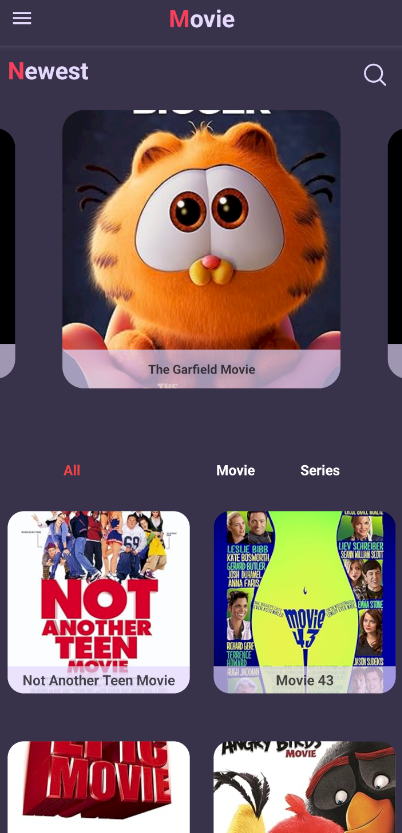 Movie
Newest
BIGGER
The Garfield Movie
THE
All
Movie
Series
NOT
ANOTHER
TEEN
MOVIE
68
Not Another Teen Movie
LESLIE BIBB
KATE BOSWORTH
GERARD BUTLER
JOSH DUHAMEL
ANNA FARIS
RICHARD GERE
TERRENCE
HOWARD
LIEV SCHREIBER
SEANN WILLIAM SCOTT
EMMA STONE
JASON SUDEIKIS
movie
43
Movie 43
EPIC
MOVIE
ANGRY BIRDS
MOVIE